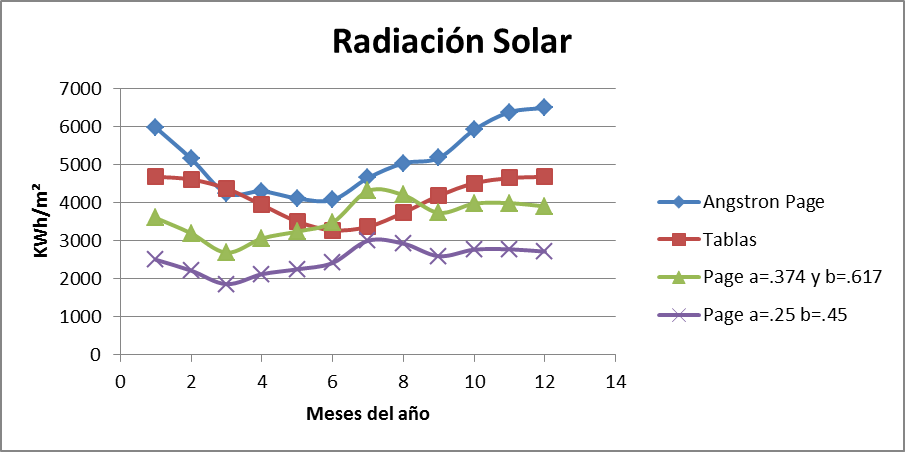 Radiación Solar
7000
6000
5000
4000
3000
2000
1000
0
KWh/m²
0 2 4 6 8 10 12 14
Meses del año
Angstron Page
Tablas
Page a=.374 y b=.617
Page a=.25 b=.45